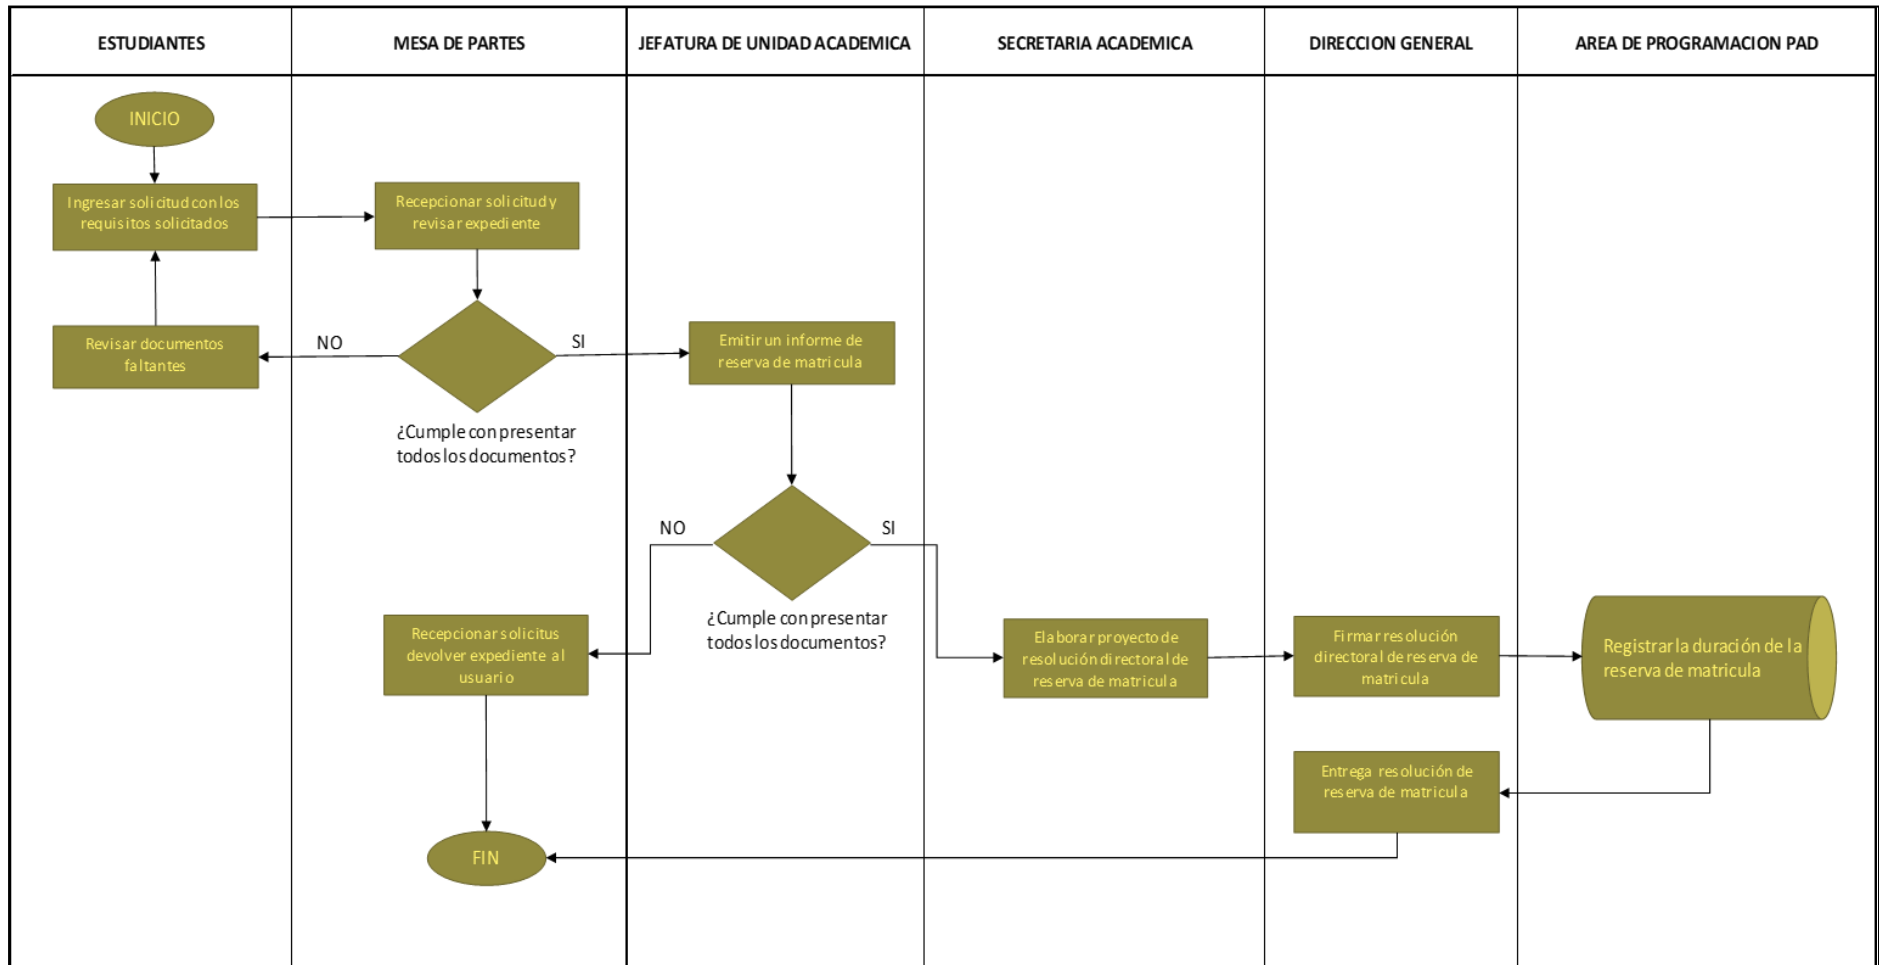 ESTUDIANTES
MESA DE PARTES
JEFATURA DE UNIDAD ACADEMICA
SECRETARIA ACADEMICA
DIRECCION GENERAL
AREA DE PROGRAMACION PAD
INICIO
Ingresar solicitud con los
requisitos solicitados
Recepcionar solicitud y
revisar expediente
Revisar documentos
faltantes
NO
SI
Emitir un informe de
reserva de matricula
¿Cumple con presentar
todos los documentos?
NO
SI
¿Cumple con presentar
todos los documentos?
Recepcionar solicitus
devolver expediente al
usuario
Elaborar proyecto de
resolución directoral de
reserva de matricula
Firmar resolución
directoral de reserva de
matricula
Registrar la duración de la
reserva de matricula
Entrega resolución de
reserva de matricula
FIN